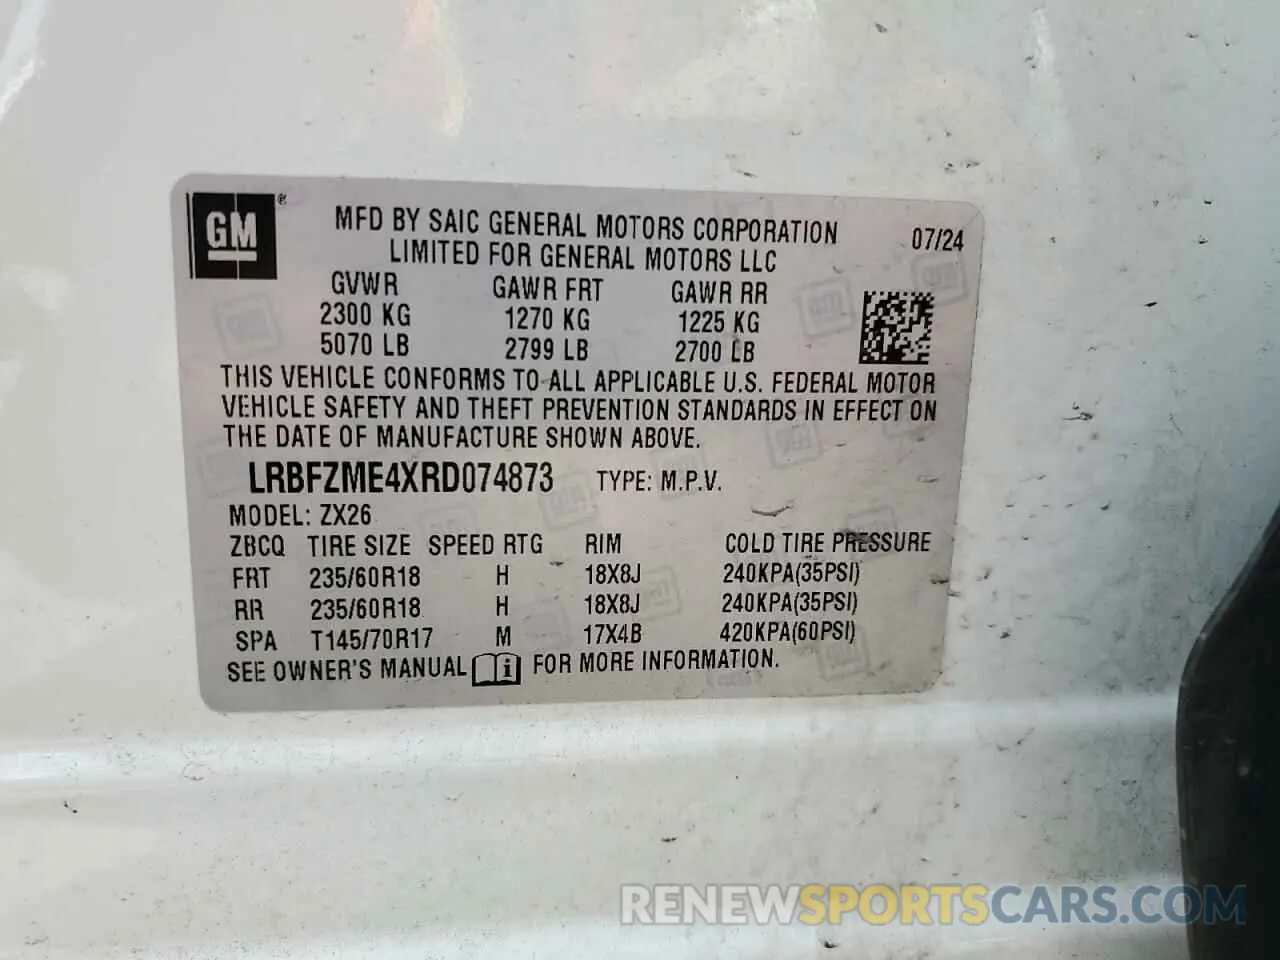 GM®
MFD BY SAIC GENERAL MOTORS CORPORATION
LIMITED FOR GENERAL MOTORS LLC
07/24
GVWR GAWR FRT GAWR RR
2300 KG 1270 KG 1225 KG
5070 LB 2799 LB 2700 LB
THIS VEHICLE CONFORMS TO ALL APPLICABLE U.S. FEDERAL MOTOR
VEHICLE SAFETY AND THEFT PREVENTION STANDARDS IN EFFECT ON
THE DATE OF MANUFACTURE SHOWN ABOVE.
LRBFZME4XRD074873 TYPE: M.P.V.
MODEL: ZX26
ZBCQ TIRE SIZE SPEED RTG RIM COLD TIRE PRESSURE
FRT 235/60R18 H 18X8J 240KPA(35PSI)
RR 235/60R18 H 18X8J 240KPA(35PSI)
SPA T145/70R17 M 17X4B 420KPA(60PSI)
SEE OWNER'S MANUAL i FOR MORE INFORMATION.
RENEWSPORTSCARS.COM